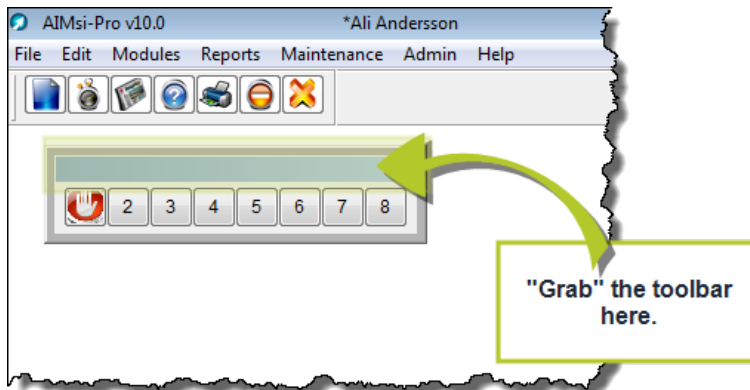 AIMsi-Pro v10.0 *Ali Andersson
File Edit Modules Reports Maintenance Admin Help
2 3 4 5 6 7 8
"Grab" the toolbar
here.